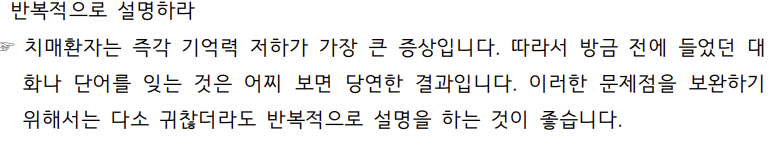 반복적으로 설명하라
☞ 치매환자는 즉각 기억력 저하가 가장 큰 증상입니다. 따라서 방금 전에 들었던 대
화나 단어를 잊는 것은 어찌 보면 당연한 결과입니다. 이러한 문제점을 보완하기
위해서는 다소 귀찮더라도 반복적으로 설명을 하는 것이 좋습니다.